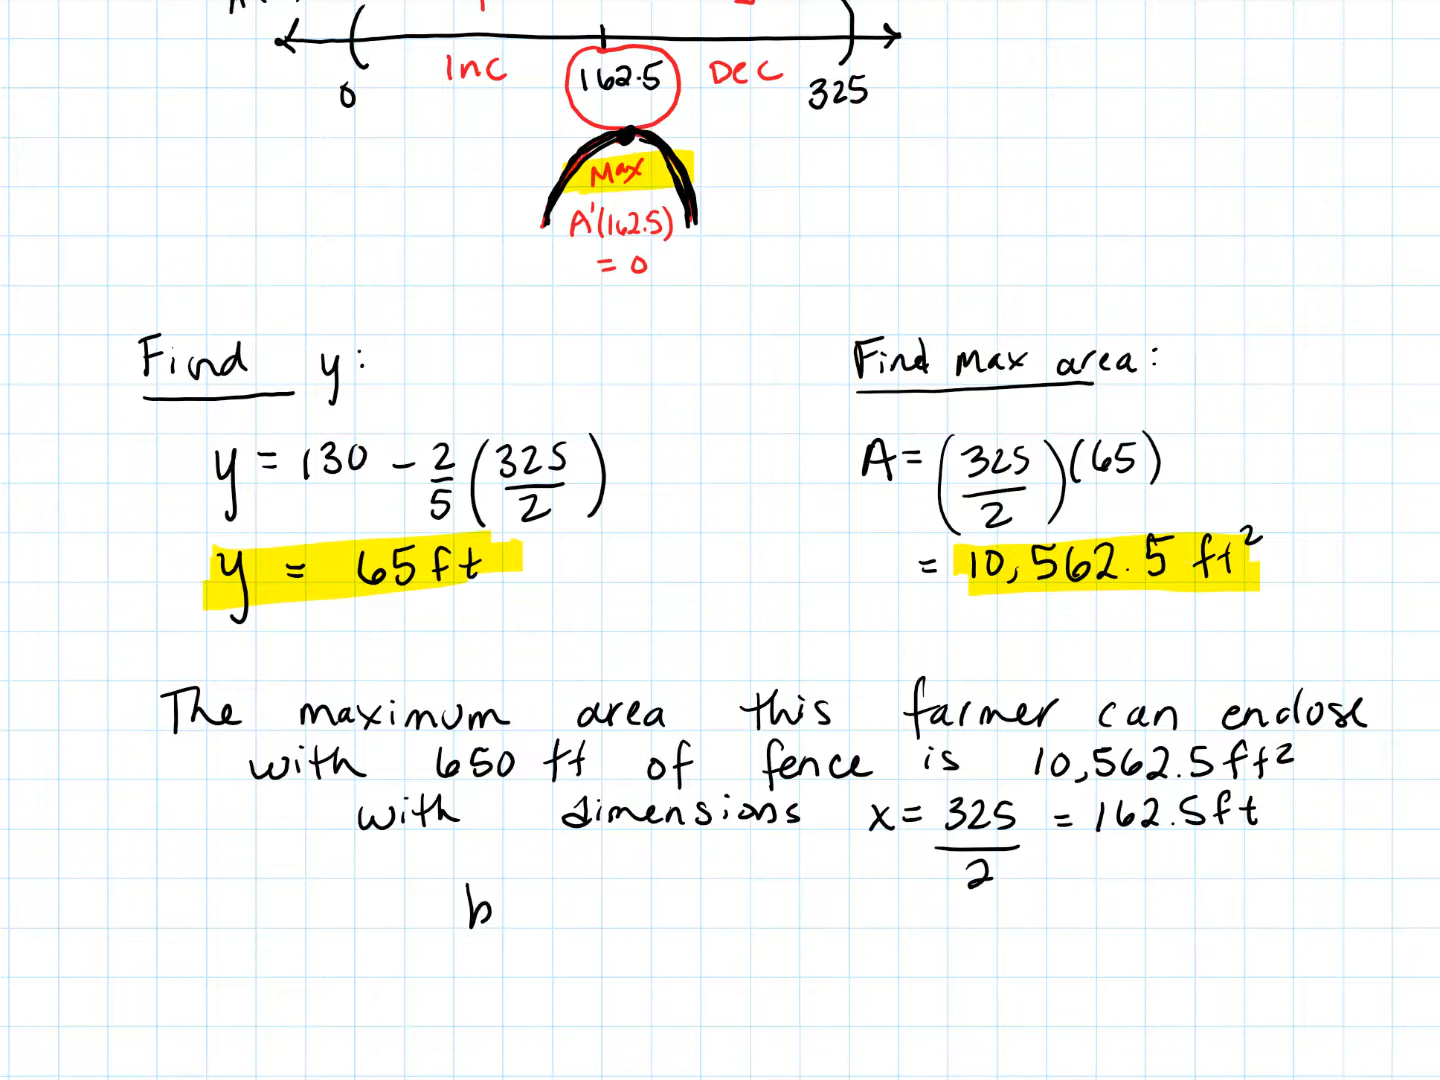 Inc 162.5 Dec
0 325
Max
A'(162.5)
= 0
Find y: Find max area:
y = 130 - 2/5 (325/2) A = (325/2)(65)
y = 65 ft = 10,562.5 ft²
The maximum area this farmer can enclose
with 650 ft of fence is 10,562.5 ft²
with dimensions x = 325/2 = 162.5 ft
b